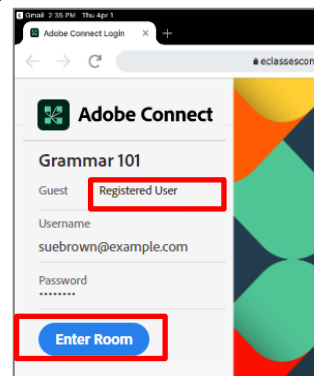 Gmail 2:35 PM Thu Apr 1
Adobe Connect Login × +
eclassescon
Adobe Connect
Grammar 101
Guest Registered User
Username
suebrown@example.com
Password
••••••••
Enter Room